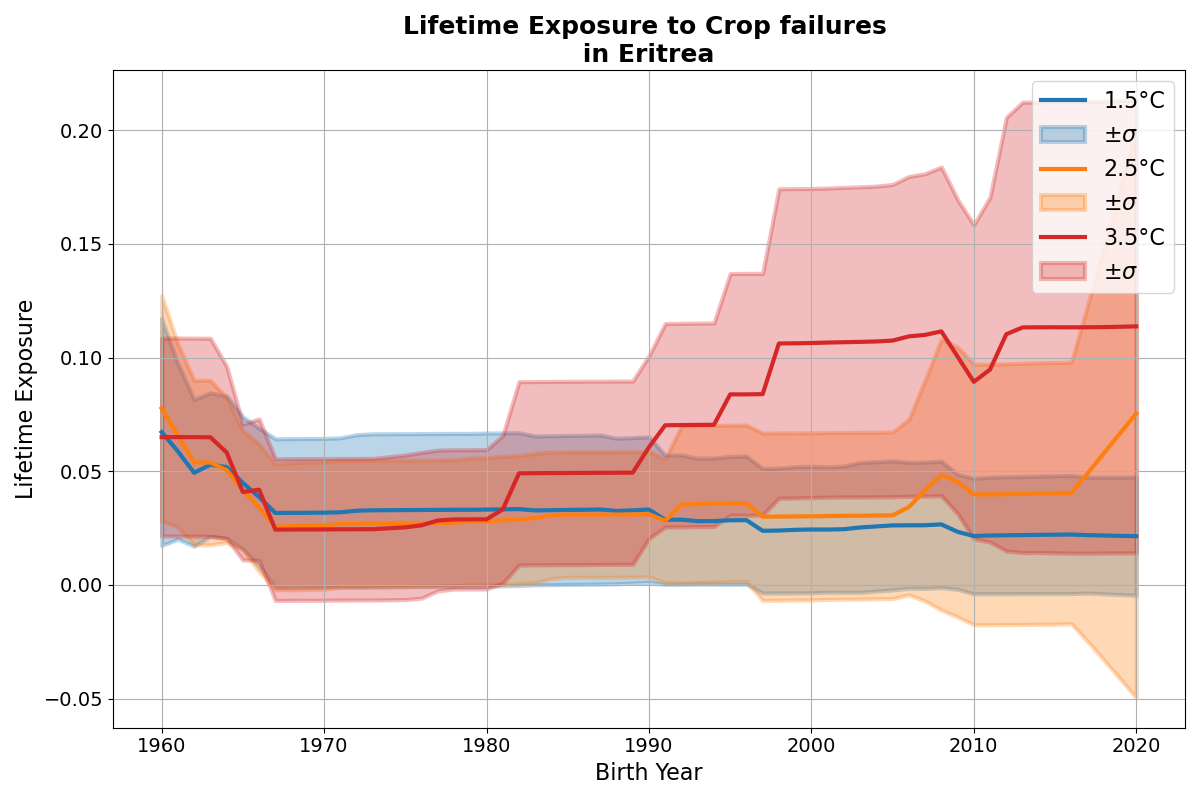 Lifetime Exposure to Crop failures
in Eritrea
Lifetime Exposure
0.20
0.15
0.10
0.05
0.00
−0.05
1960
1970
1980
1990
2000
2010
2020
Birth Year
1.5°C
±σ
2.5°C
±σ
3.5°C
±σ